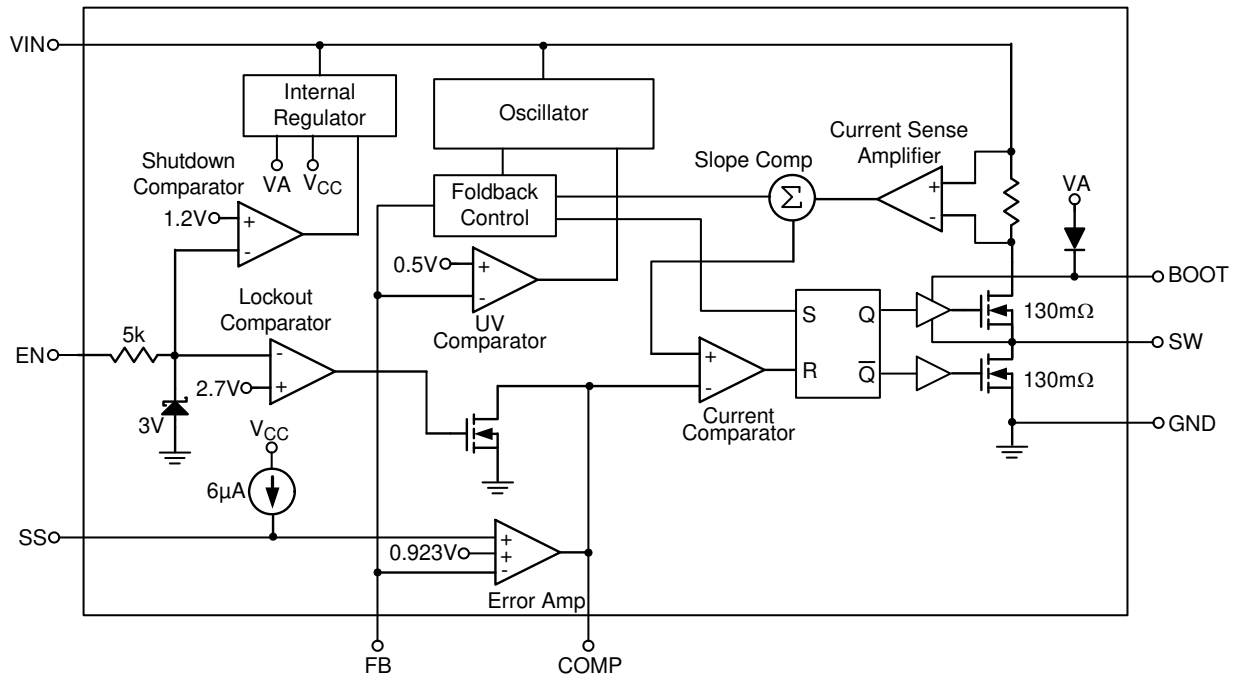 VIN
Internal
Regulator
Oscillator
Current Sense
Amplifier
Shutdown
Comparator
VA
VCC
Slope Comp
Foldback
Control
Σ
+
-
VA
1.2V
+
-
0.5V
+
-
UV
Comparator
BOOT
Lockout
Comparator
S
Q
130mΩ
5k
EN
-
2.7V
+
+
-
R
Q
SW
130mΩ
3V
Current
Comparator
GND
VCC
6µA
SS
+
0.923V
+
-
Error Amp
FB
COMP